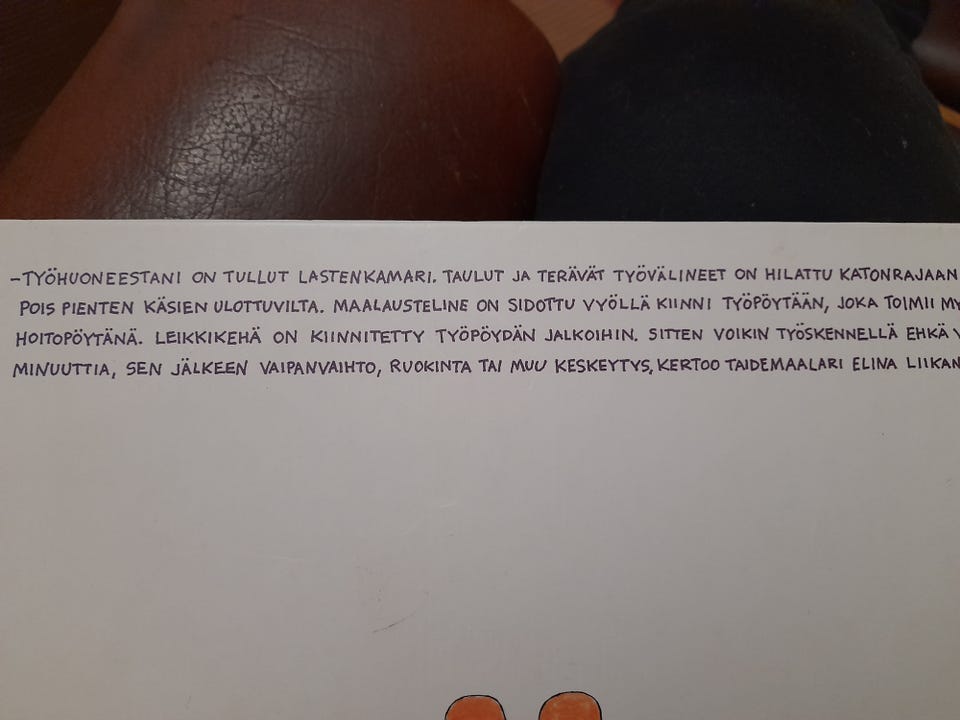 -TYÖHUONEESTANI ON TULLUT LASTENKAMARI. TAULUT JA TERÄVÄT TYÖVÄLINEET ON HILATTU KATONRAJAAN
POIS PIENTEN KÄSIEN ULOTTUVILTA. MAALAUSTELINE ON SIDOTTU VYÖLLÄ KIINNI TYÖPÖYTÄÄN, JOKA TOIMII
HOITOPÖYTÄNÄ. LEIKKIKEHÄ ON KIINNITETTY TYÖPÖYDÄN JALKOIHIN. SITTEN VOIKIN TYÖSKENNELLÄ EHKÄ
MINUUTTIA, SEN JÄLKEEN VAIPANVAIHTO, RUOKINTA TAI MUU KESKEYTYS, KERTOO TAIDEMAALARI ELINA